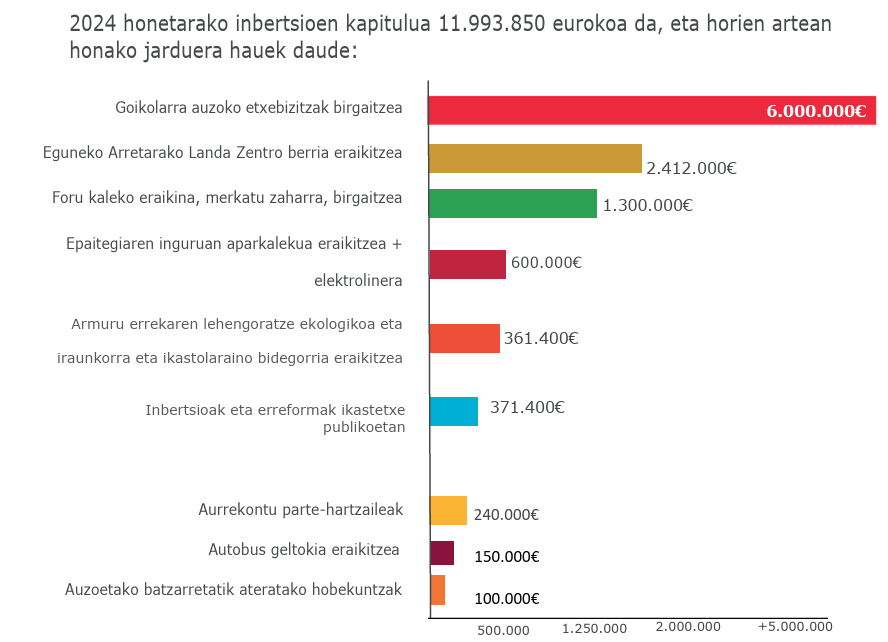 2024 honetarako inbertsioen kapitulua 11.993.850 eurokoa da, eta horien artean
honako jarduera hauek daude:
Goikolarra auzoko etxebizitzak birgaitzea
6.000.000€
Eguneko Arretarako Landa Zentro berria eraikitzea
2.412.000€
Foru kaleko eraikina, merkatu zaharra, birgaitzea
1.300.000€
Epaitegiaren inguruan aparkalekua eraikitzea +
elektrolinera
600.000€
Armuru errekaren lehengoratze ekologikoa eta
iraunkorra eta ikastolaraino bidegorria eraikitzea
361.400€
Inbertsioak eta erreformak ikastetxe
publikoetan
371.400€
Aurrekontu parte-hartzaileak
240.000€
Autobus geltokia eraikitzea
150.000€
Auzoetako batzarretatik ateratako hobekuntzak
100.000€
500.000 1.250.000 2.000.000 +5.000.000